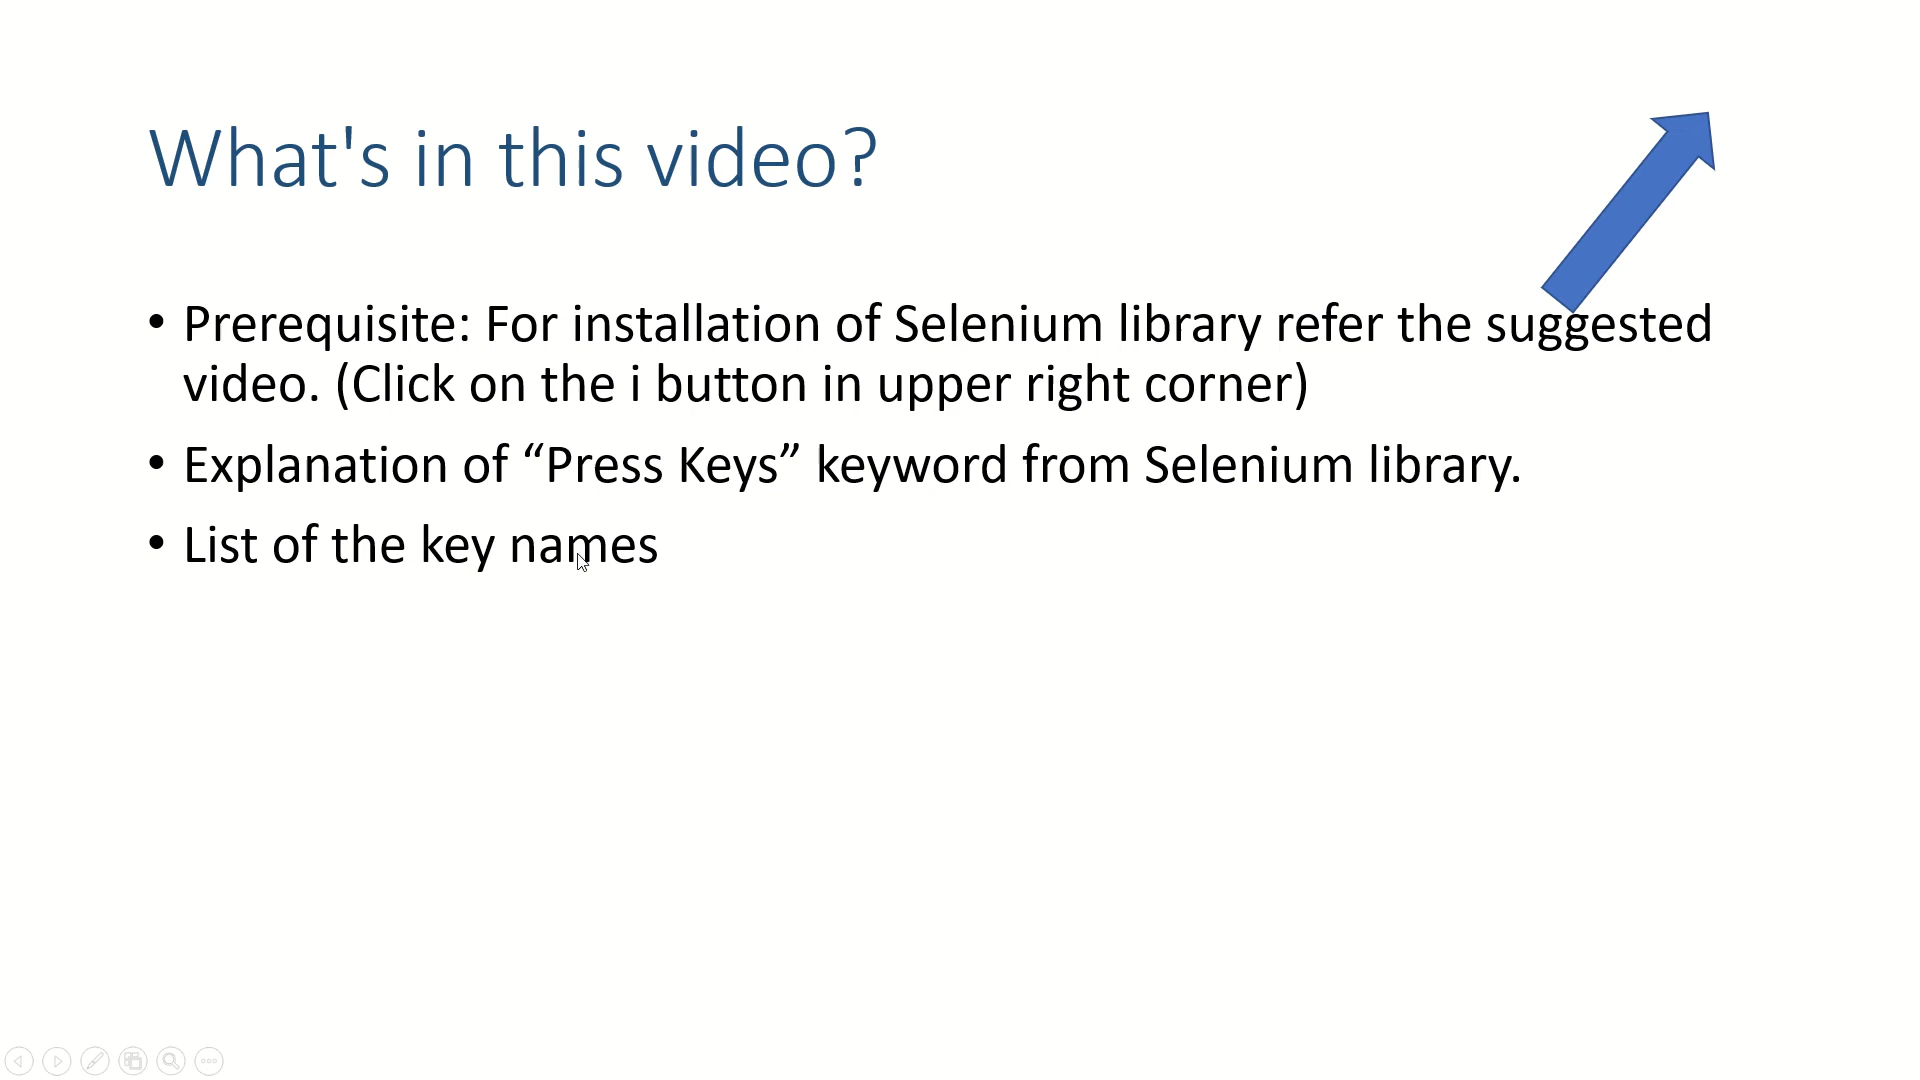 What's in this video?
• Prerequisite: For installation of Selenium library refer the suggested
video. (Click on the i button in upper right corner)
• Explanation of “Press Keys” keyword from Selenium library.
• List of the key names